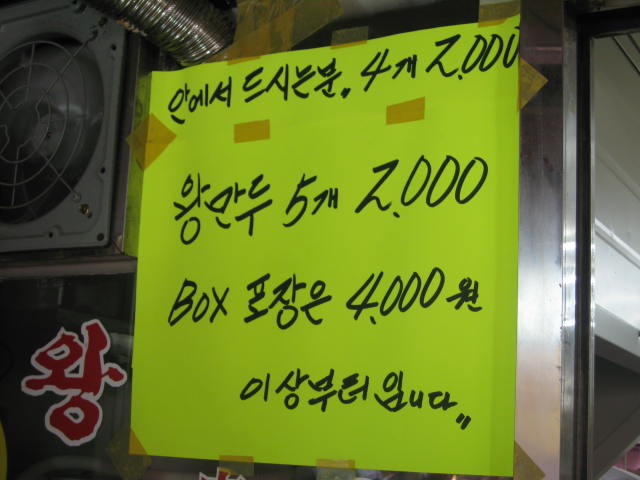 안에서 드시는분. 4개 2.000
왕만두 5개 2.000
BOX 포장은 4.000원
이상부터 입니다"
왕